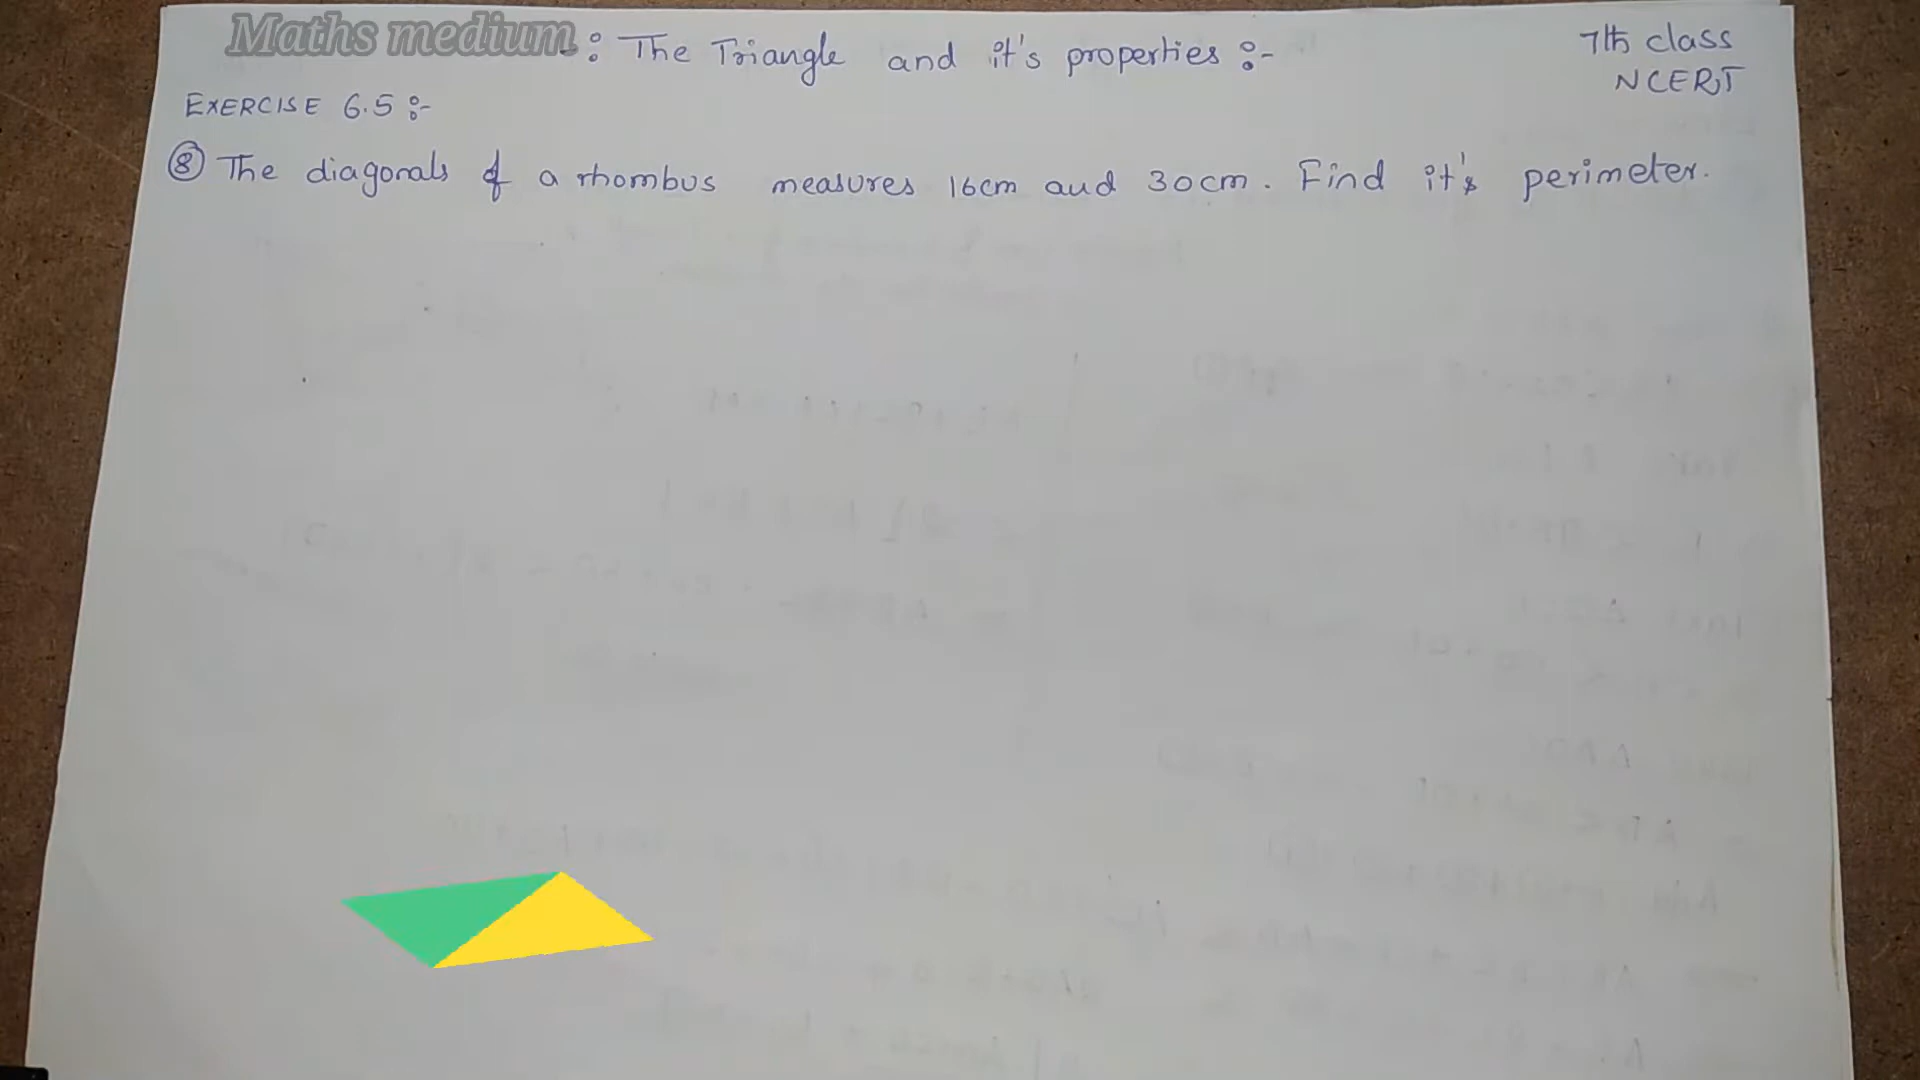 Maths medium
-: The Triangle and it's properties :-
7th class
NCERT
EXERCISE 6.5 :-
⑧ The diagonals of a rhombus measures 16cm and 30cm. Find it's perimeter.